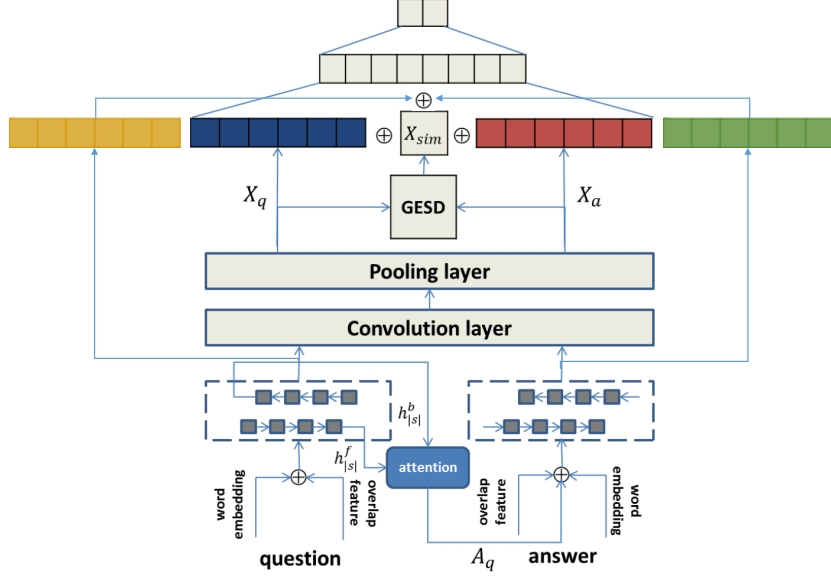 X_sim
X_q
GESD
X_a
Pooling layer
Convolution layer
h^b_{|s|}
h^f_{|s|}
attention
word
embedding
overlap
feature
overlap
feature
word
embedding
question
A_q
answer